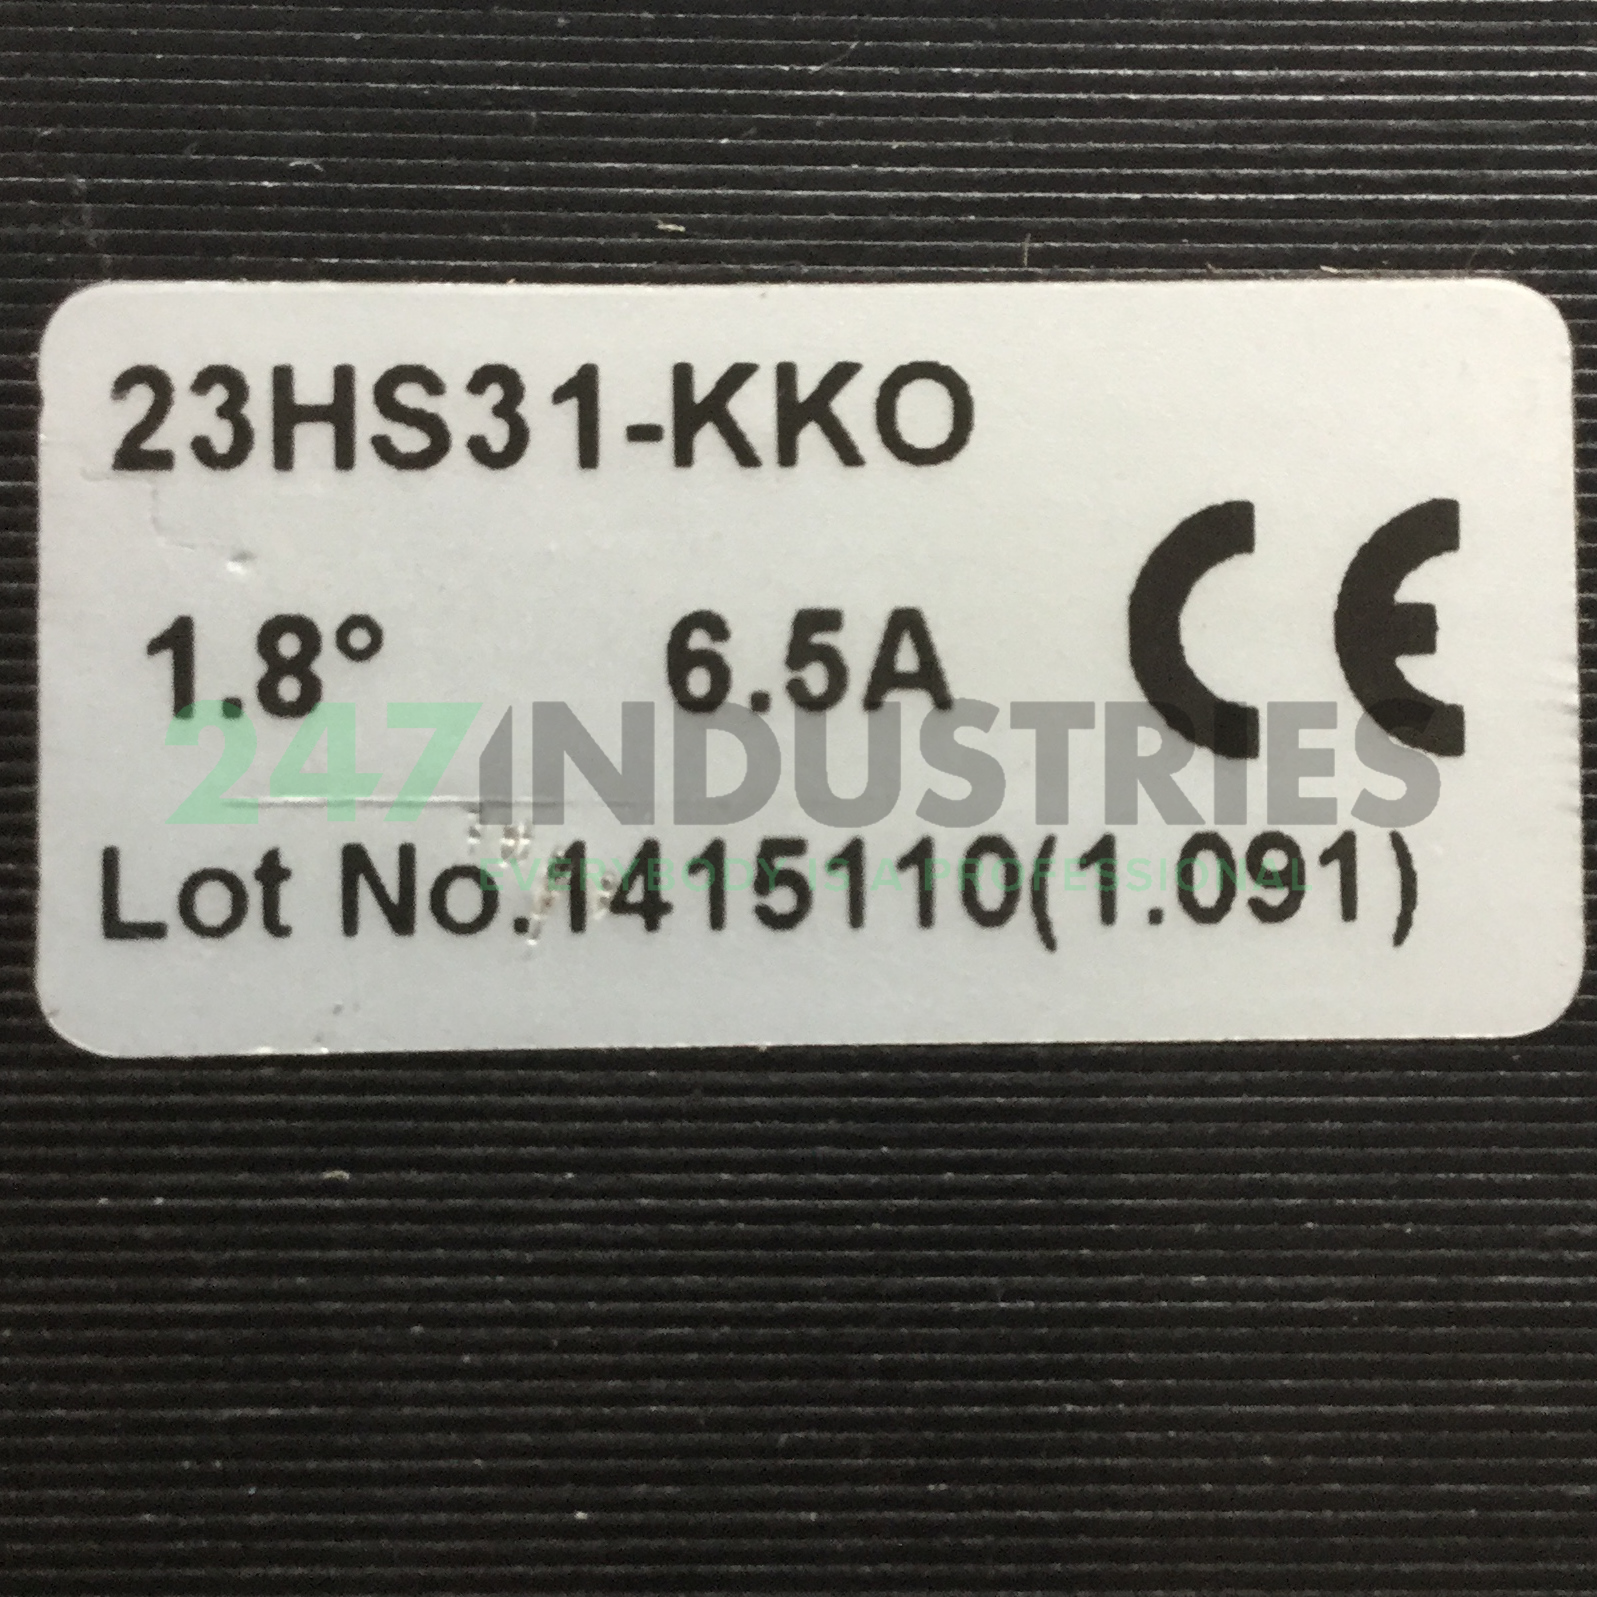 23HS31-KKO
1.8° 6.5A CE
247INDUSTRIES
EVERYBODY IS A PROFESSIONAL
Lot No.1415110(1.091)